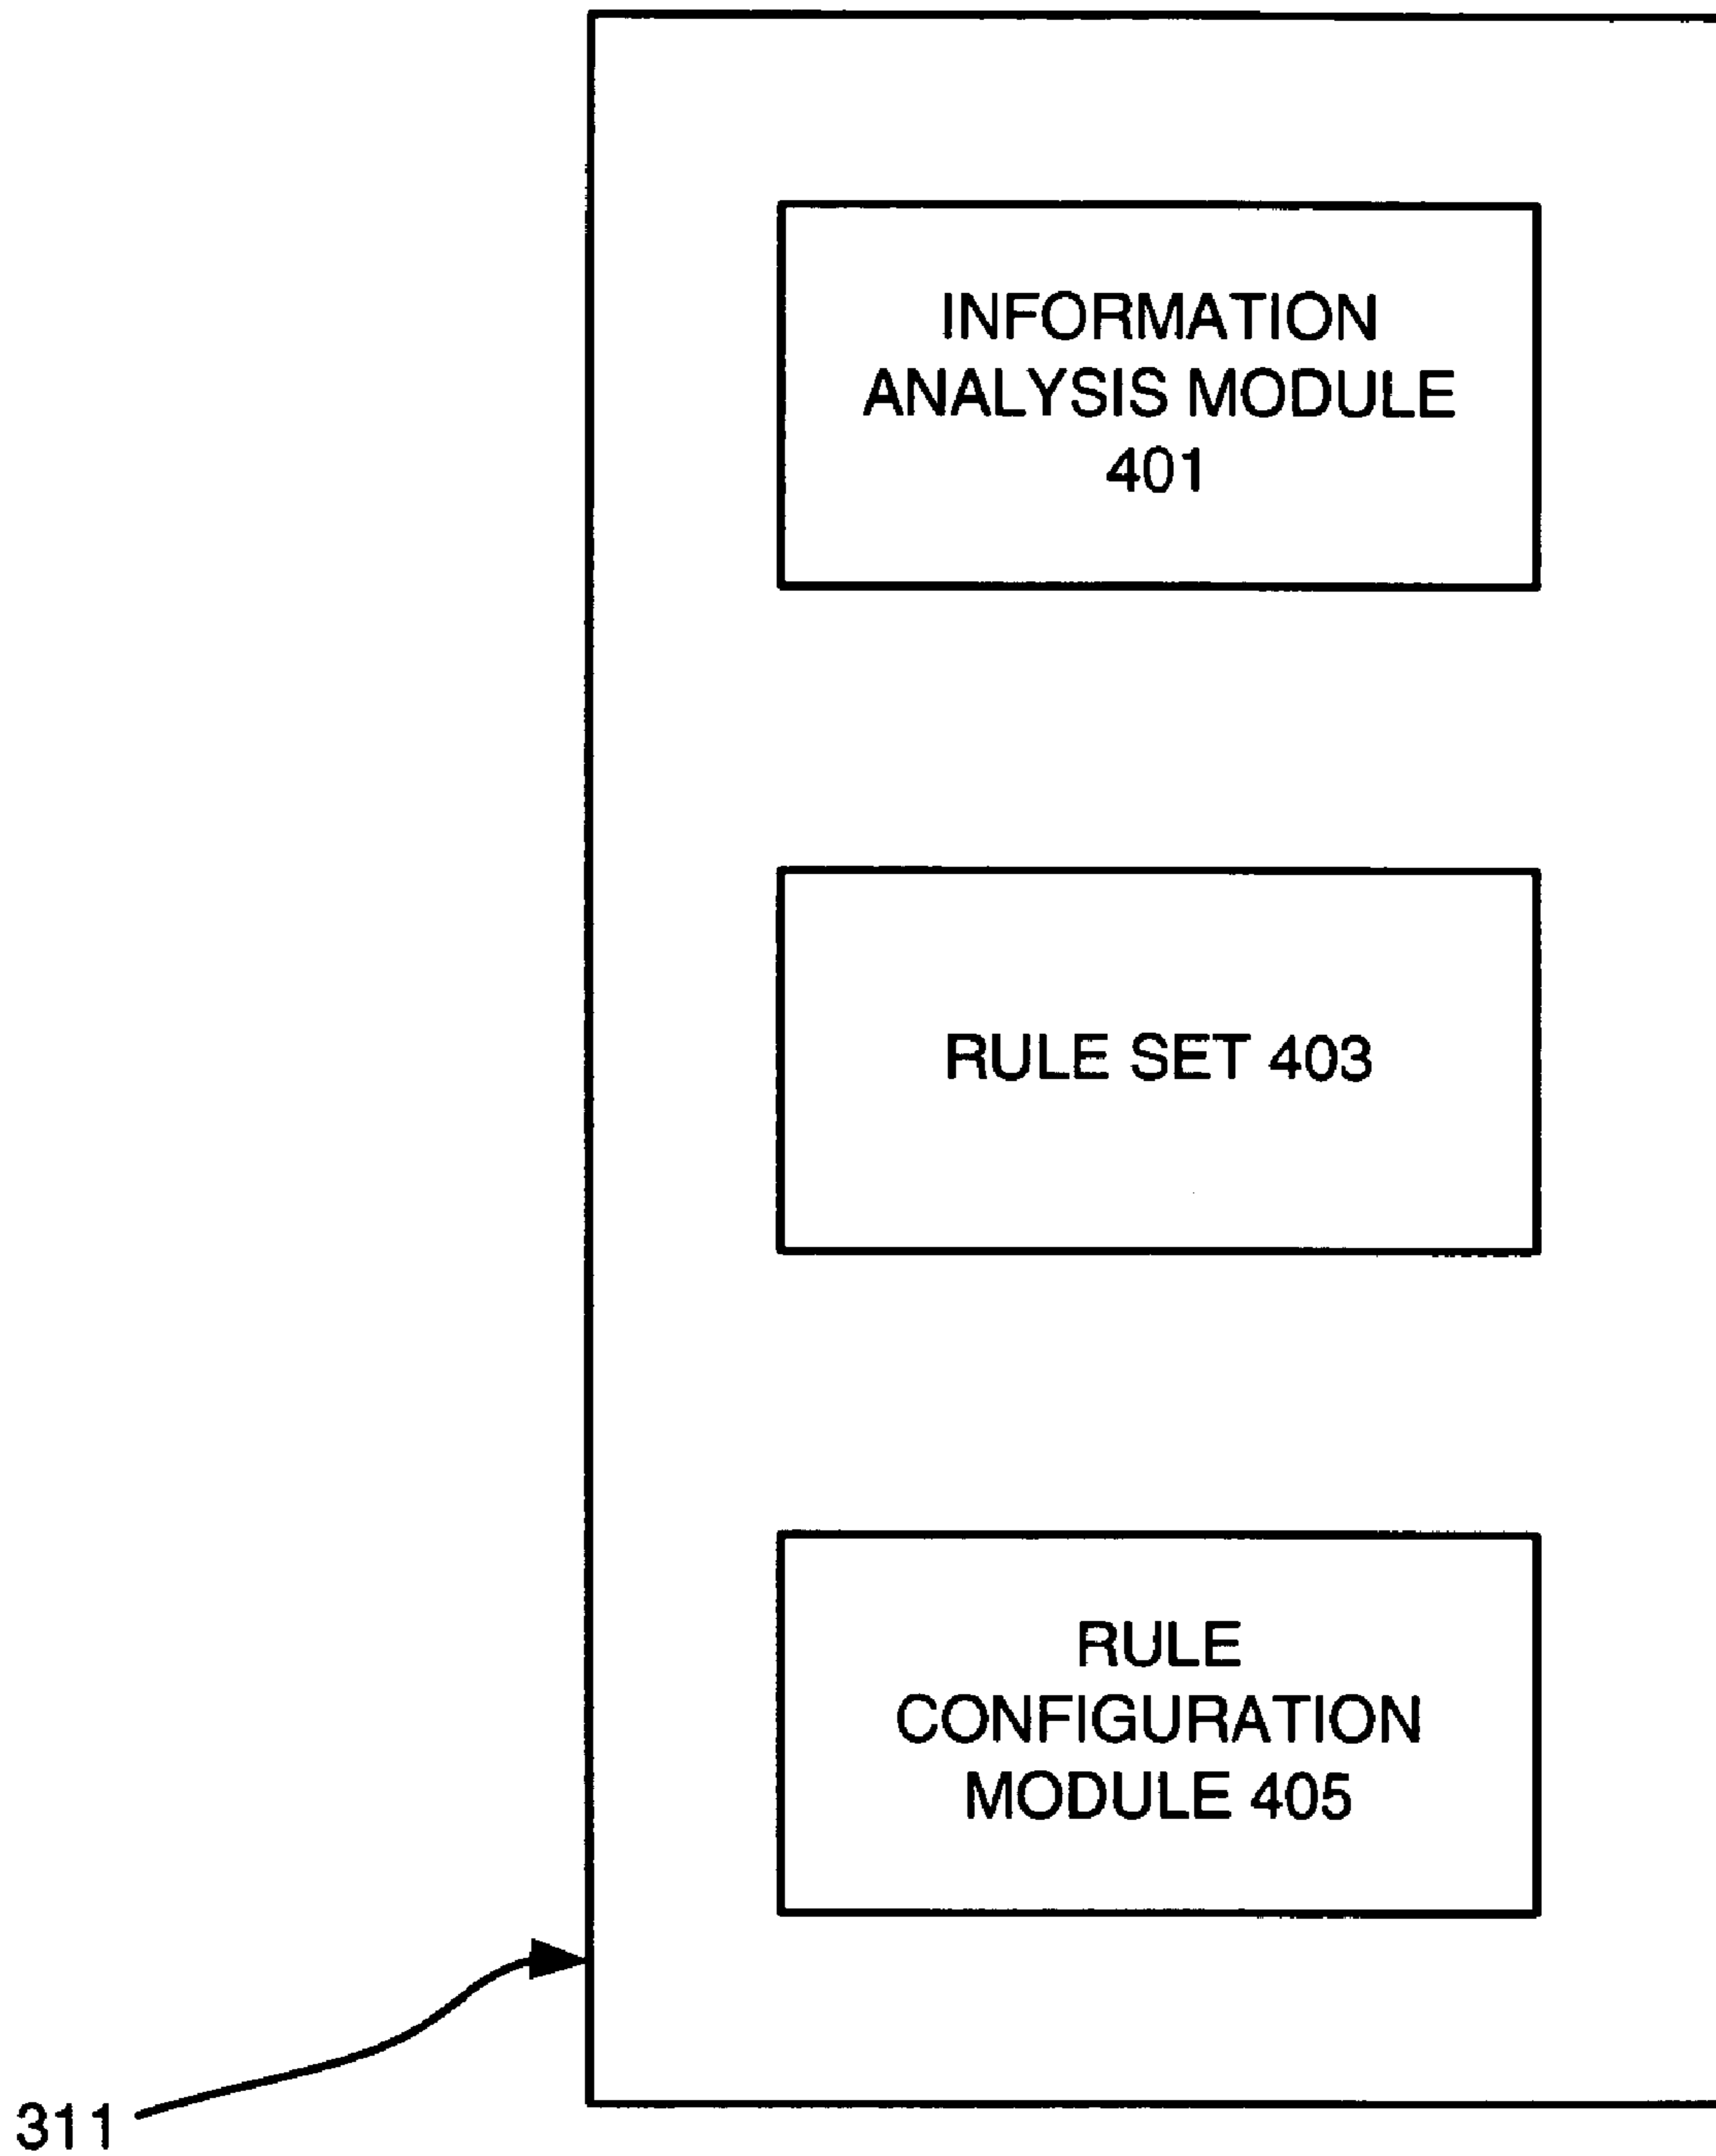 INFORMATION
ANALYSIS MODULE
401
RULE SET 403
RULE
CONFIGURATION
MODULE 405
311